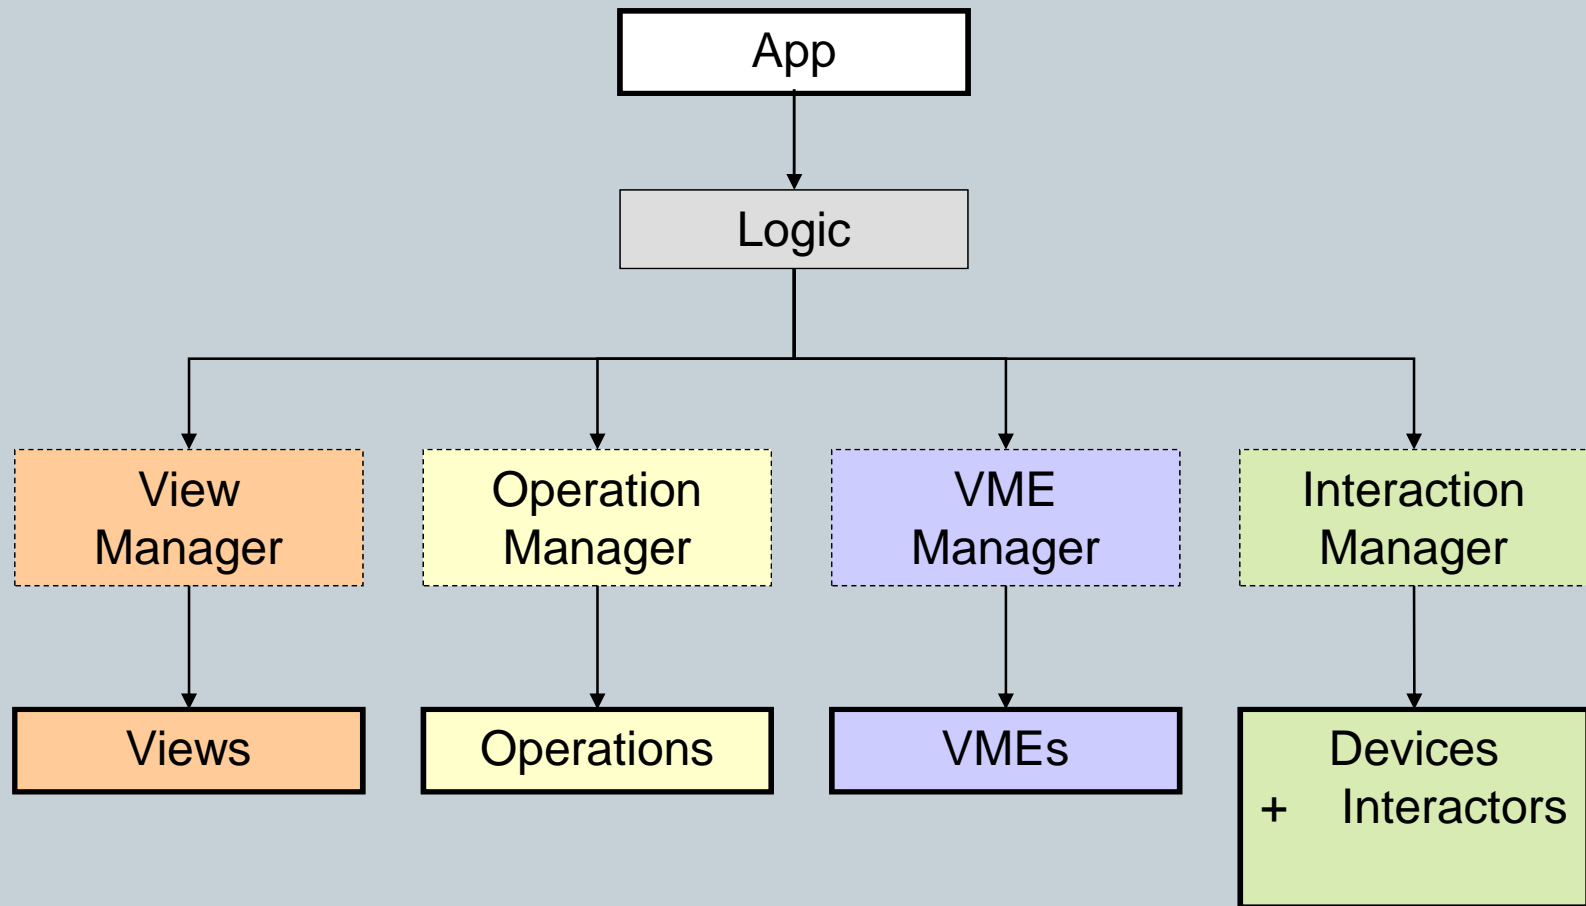 App
Logic
View
Manager
Operation
Manager
VME
Manager
Interaction
Manager
Views
Operations
VMEs
Devices
+ Interactors